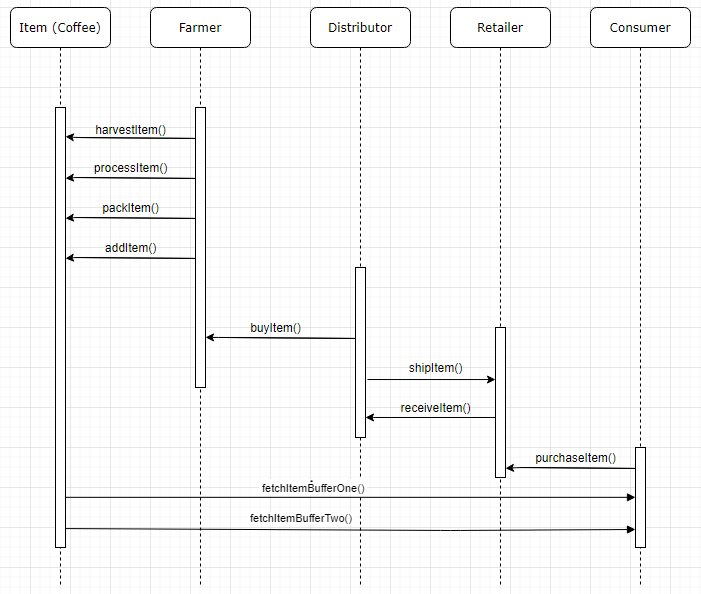 Item (Coffee)
Farmer
Distributor
Retailer
Consumer
harvestItem()
processItem()
packItem()
addItem()
buyItem()
shipItem()
receiveItem()
purchaseItem()
fetchItemBufferOne()
fetchItemBufferTwo()